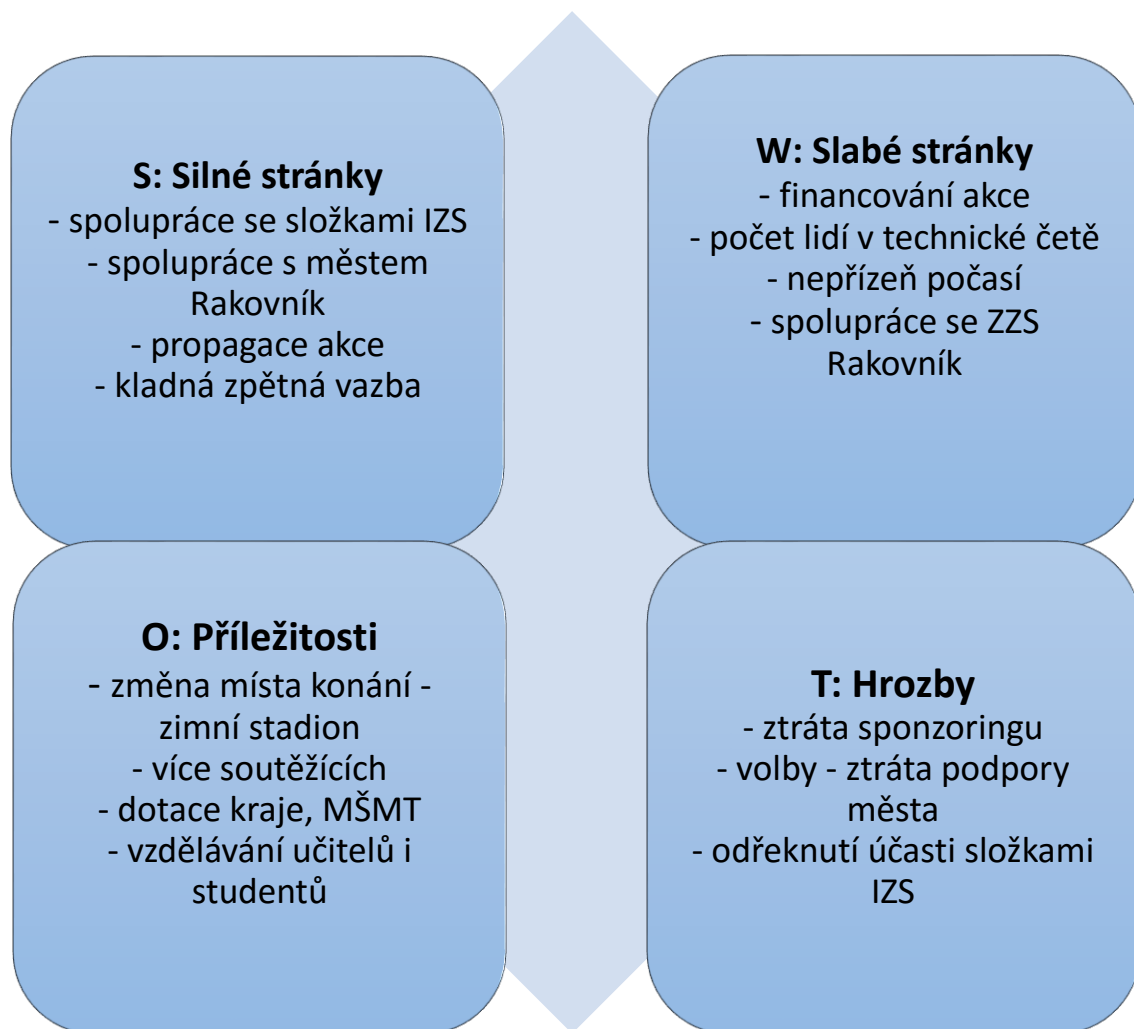 S: Silné stránky
- spolupráce se složkami IZS
- spolupráce s městem
Rakovník
- propagace akce
- kladná zpětná vazba
W: Slabé stránky
- financování akce
- počet lidí v technické četě
- nepřízeň počasí
- spolupráce se ZZS
Rakovník
O: Příležitosti
- změna místa konání -
zimní stadion
- více soutěžících
- dotace kraje, MŠMT
- vzdělávání učitelů i
studentů
T: Hrozby
- ztráta sponzoringu
- volby - ztráta podpory
města
- odřeknutí účasti složkami
IZS